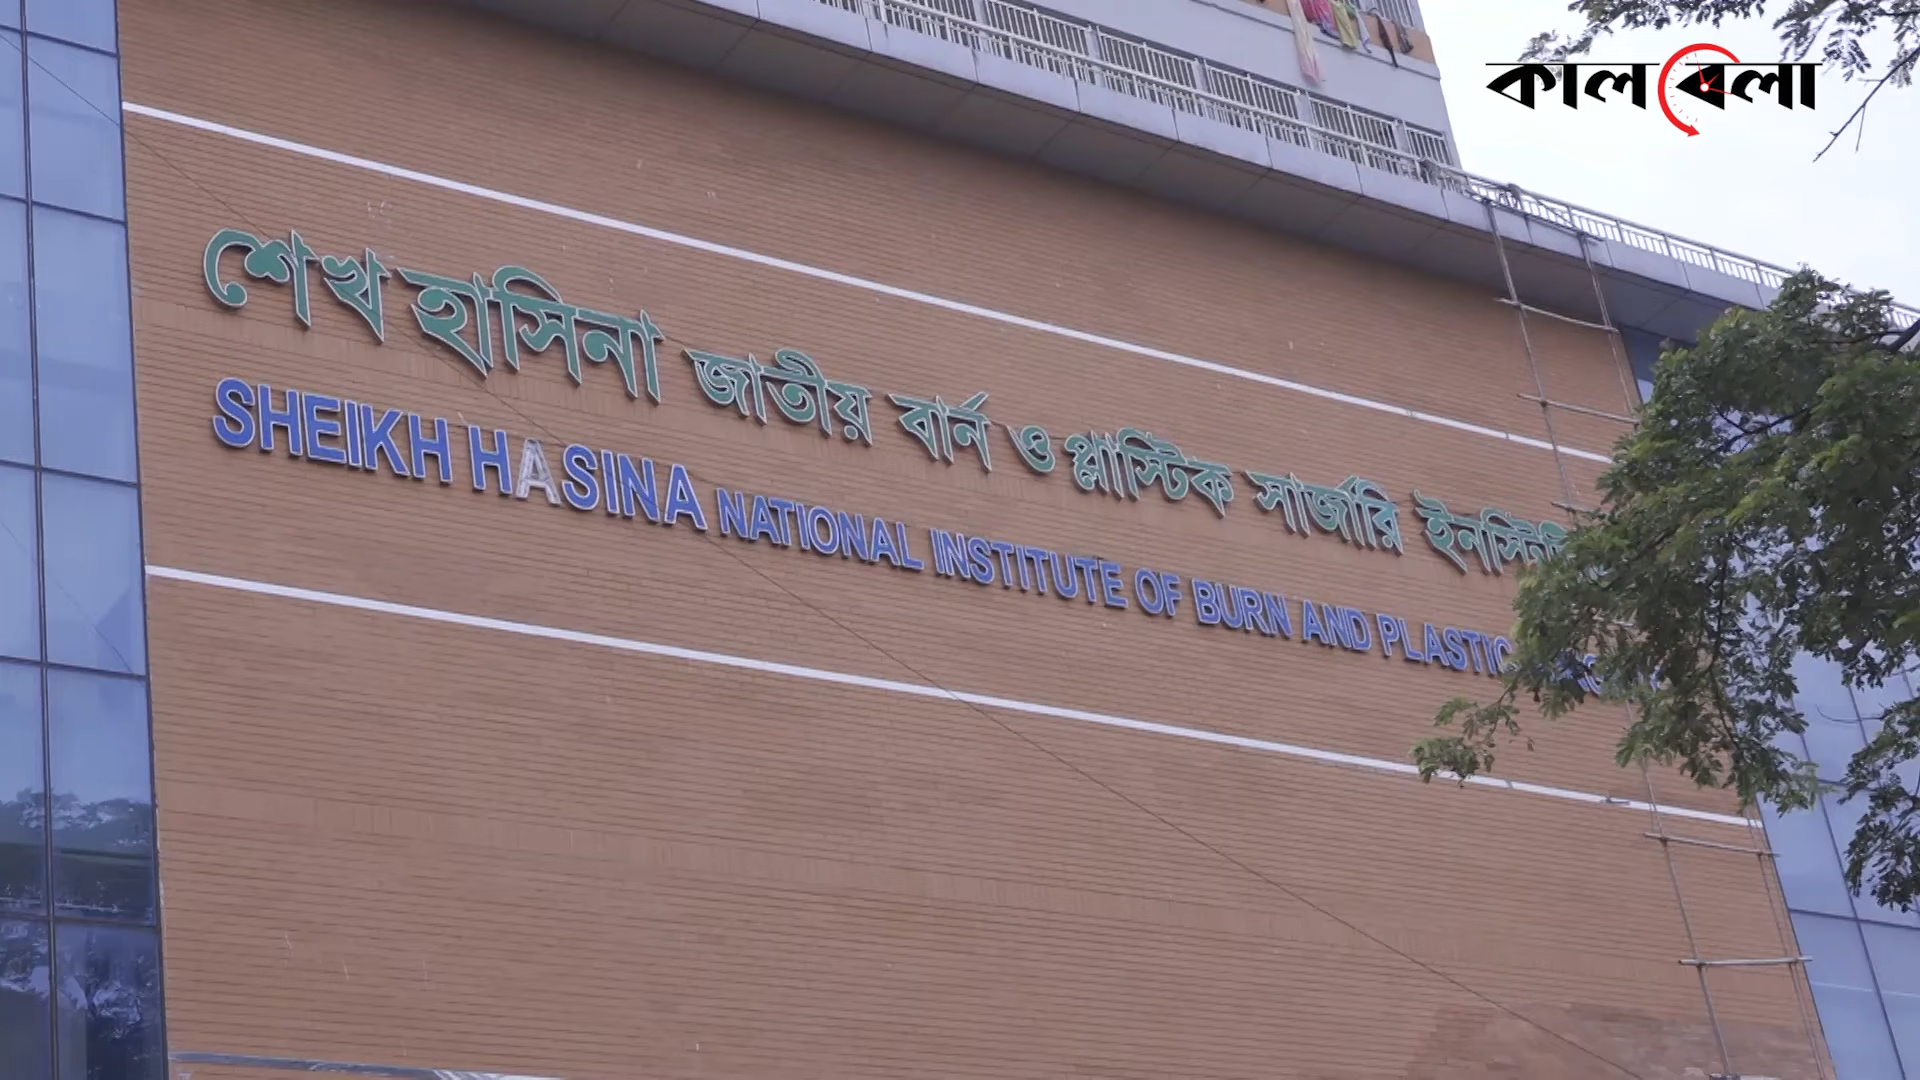 কালবেলা
শেখ হাসিনা জাতীয় বার্ন ও প্লাস্টিক সার্জারি
SHEIKH HASINA NATIONAL INSTITUTE OF BURN AND PLASTIC